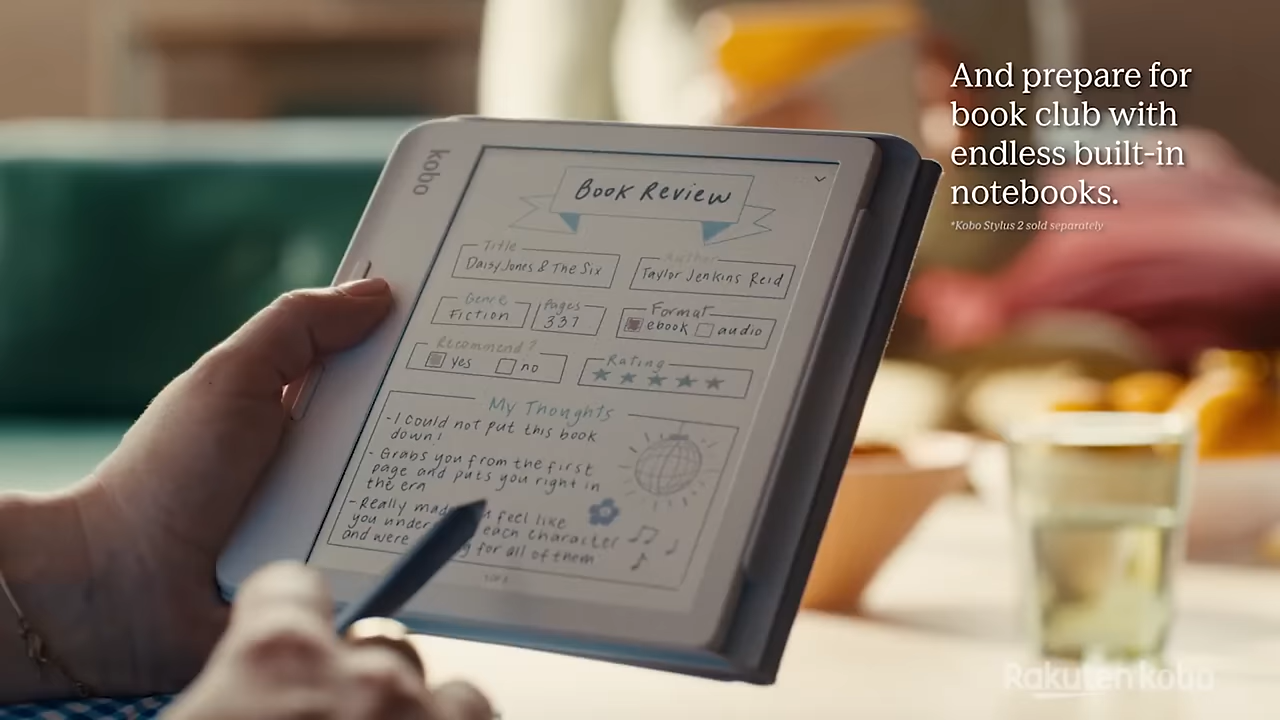 And prepare for
book club with
endless built-in
notebooks.
*Kobo Stylus 2 sold separately
kobo
Book Review
Title
Daisy Jones & The Six
Author
Taylor Jenkins Reid
Genre
Fiction
Pages
337
Format
ebook audio
Recommend?
yes no
Rating
My Thoughts
- I could not put this book
down!
- Grabs you from the first
page and puts you right in
the era
- Really feel like
you each character
and were for all of them
Rakuten kobo